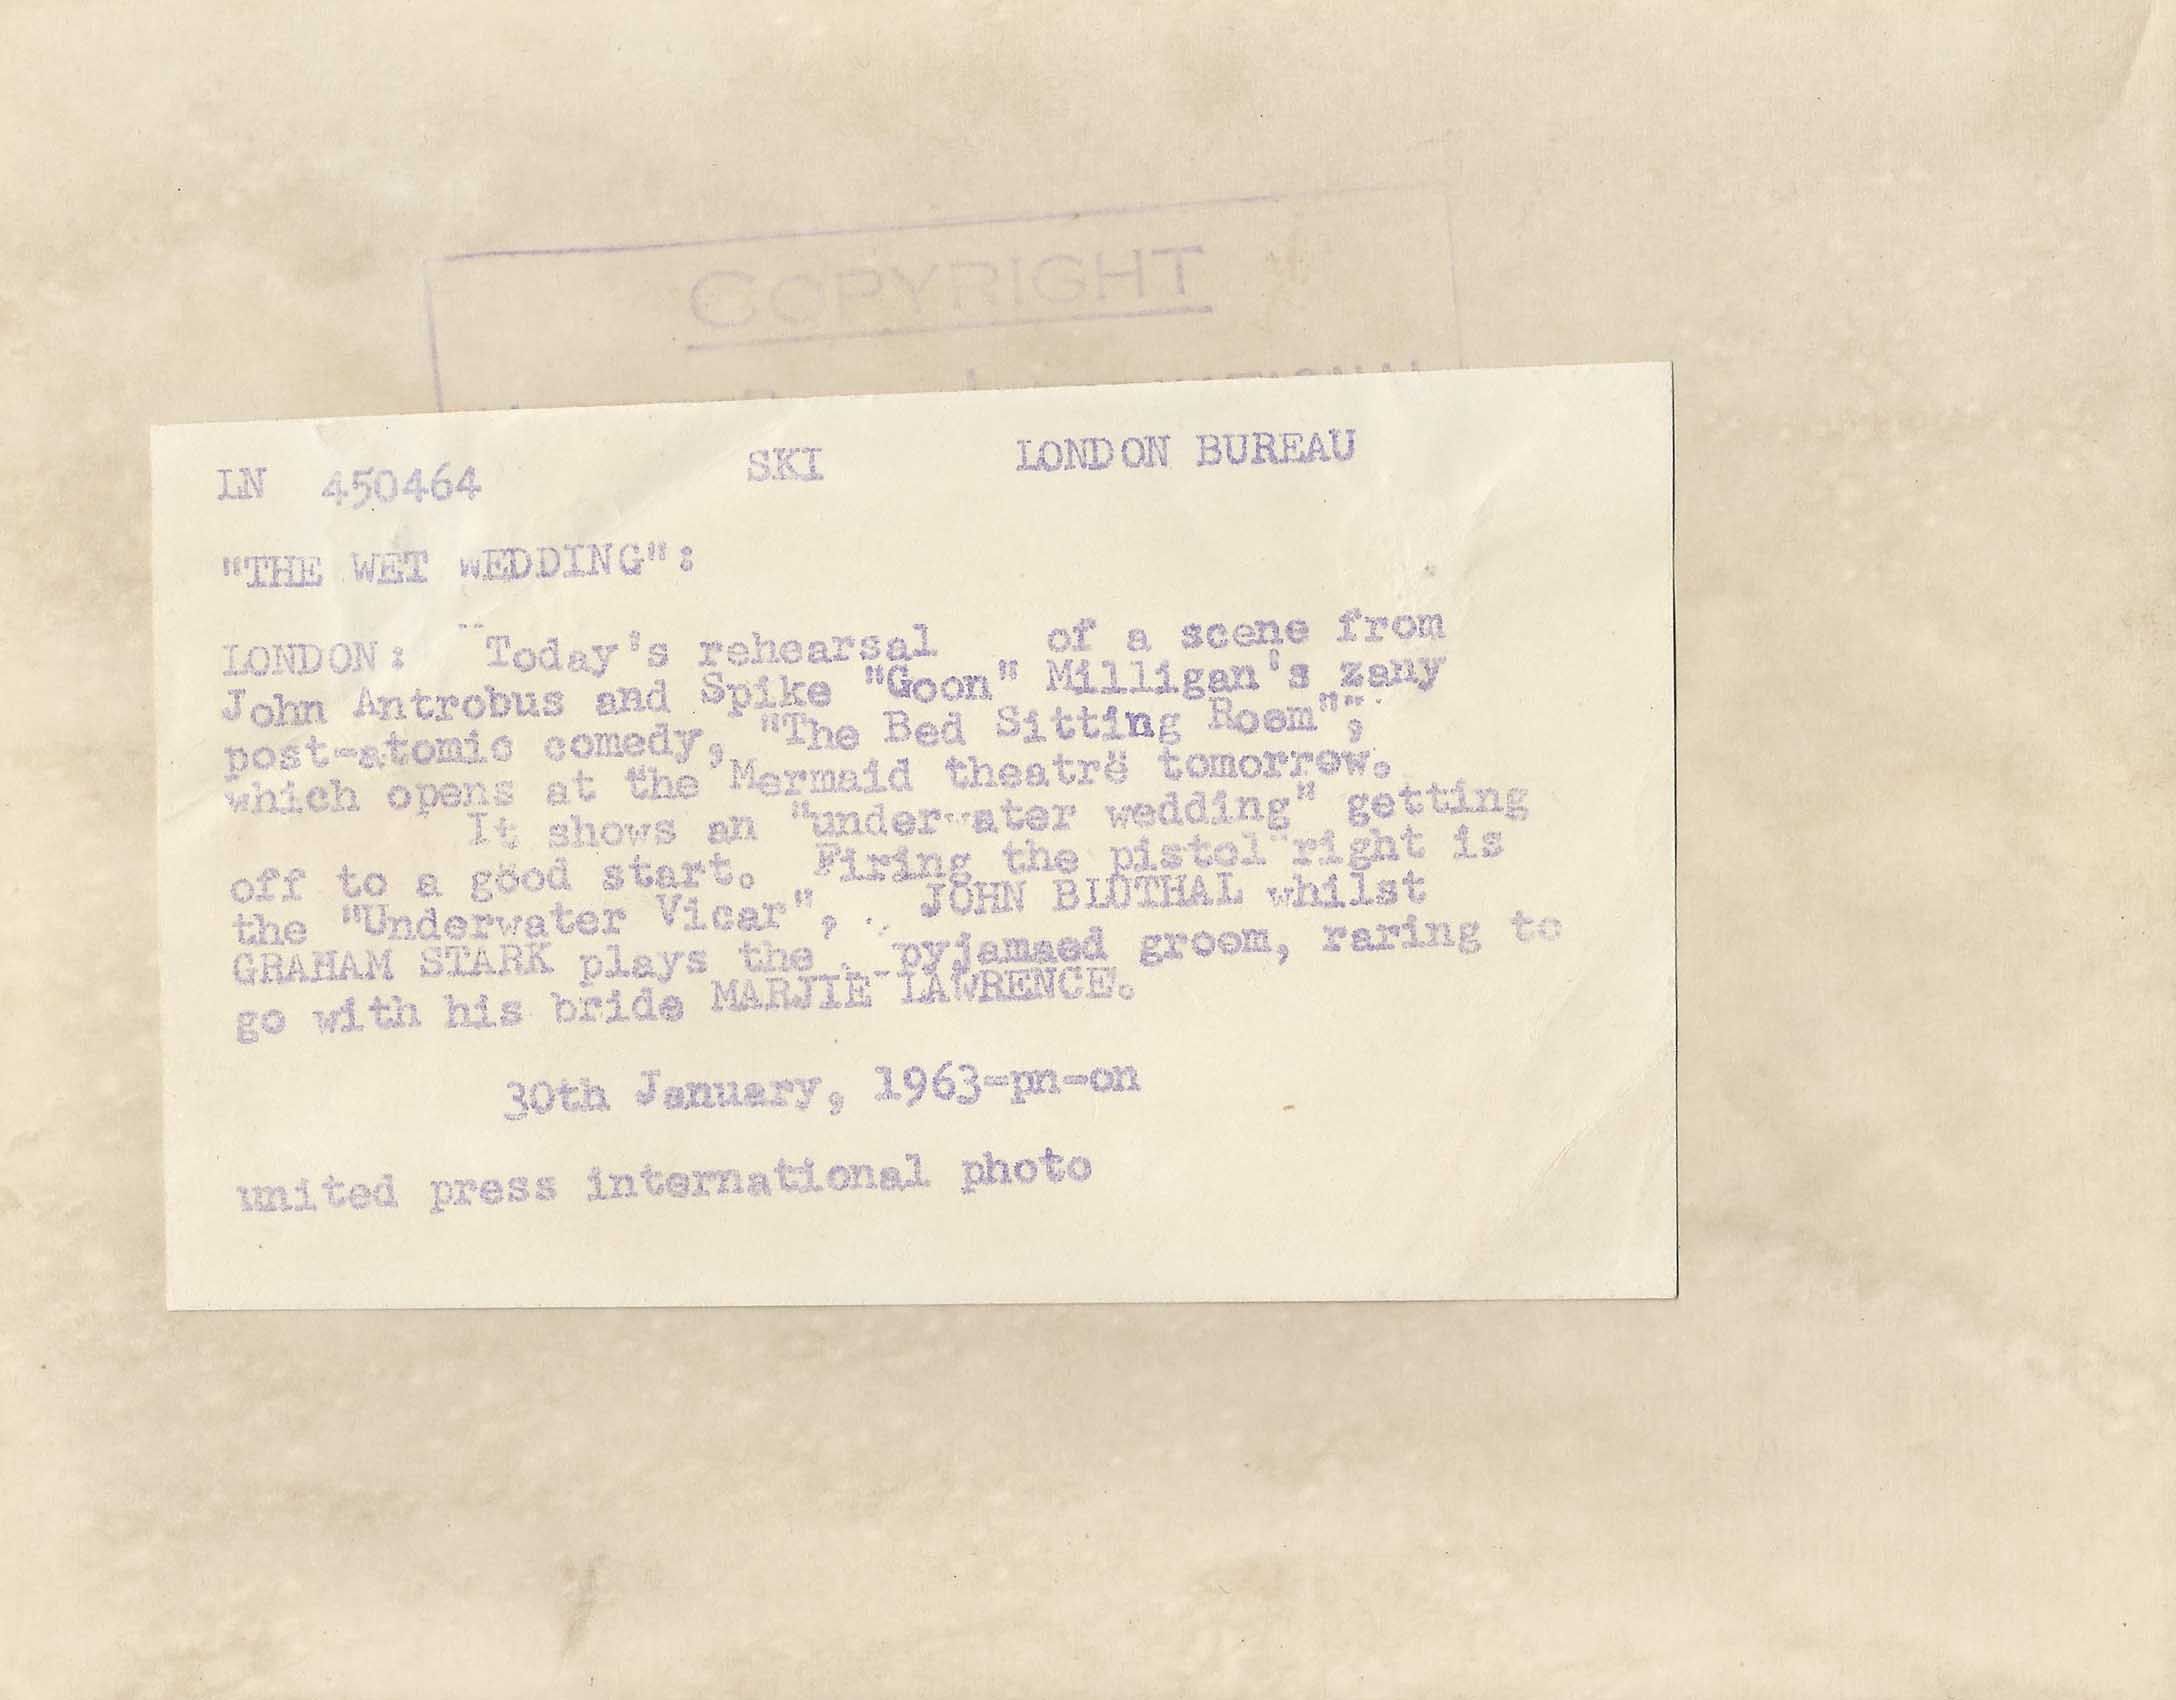 COPYRIGHT
LN 450464 SKI LONDON BUREAU
"THE WET WEDDING":
LONDON: Today's rehearsal of a scene from
John Antrobus and Spike "Goon" Milligan's zany
post-atomic comedy, "The Bed Sitting Room",
which opens at the Mermaid theatre tomorrow.
It shows an "underwater wedding" getting
off to a good start. Firing the pistol right is
the "Underwater Vicar", JOHN BLUTHAL whilst
GRAHAM STARK plays the pyjamaed groom, raring to
go with his bride MARJIE LAWRENCE.
30th January, 1963-pn-on
united press international photo